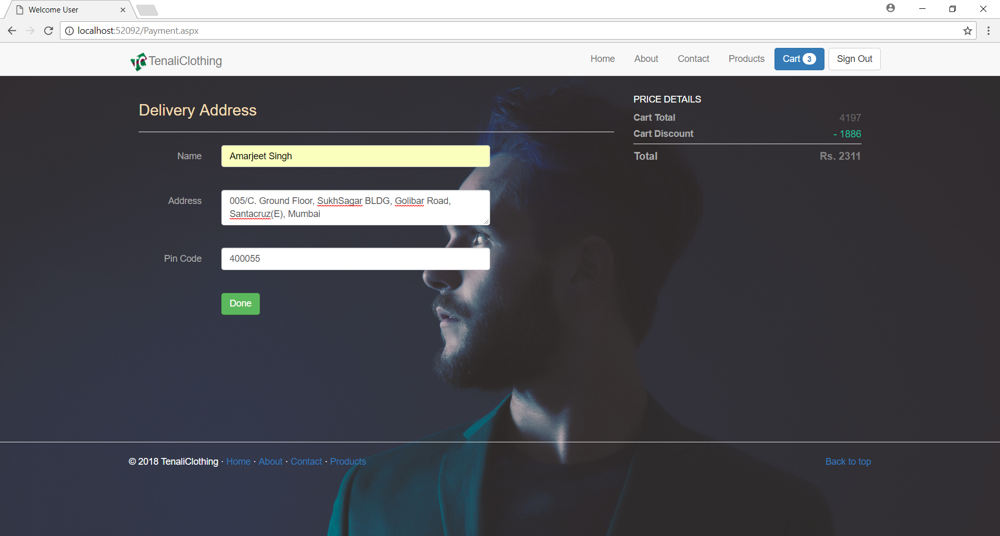 Welcome User
localhost:52092/Payment.aspx
TenaliClothing
Home About Contact Products Cart 3 Sign Out
Delivery Address
Name Amarjeet Singh
Address 005/C. Ground Floor, SukhSagar BLDG, Golibar Road,
Santacruz(E), Mumbai
Pin Code 400055
Done
PRICE DETAILS
Cart Total 4197
Cart Discount - 1886
Total Rs. 2311
© 2018 TenaliClothing · Home · About · Contact · Products
Back to top